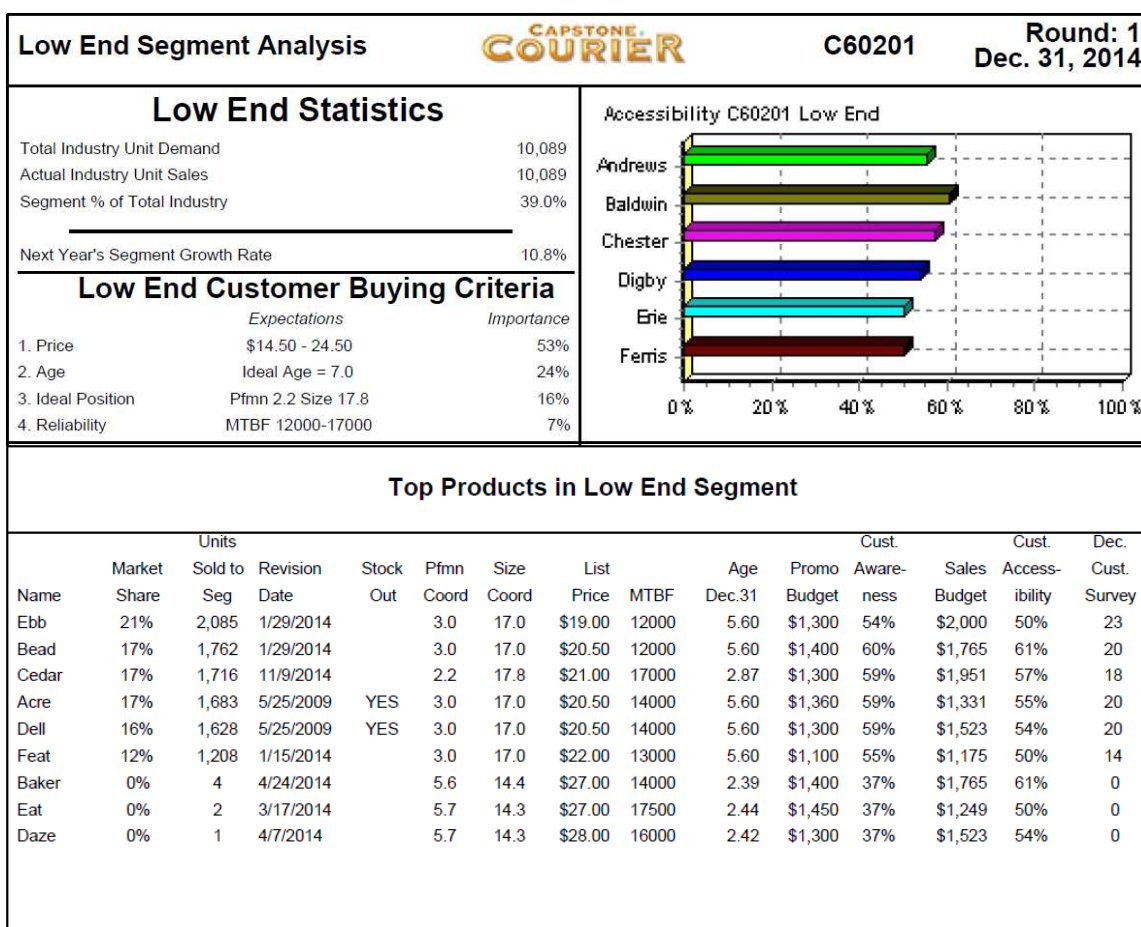 Low End Segment Analysis
CAPSTONE
COURIER
C60201
Round: 1
Dec. 31, 2014
Low End Statistics
Total Industry Unit Demand 10,089
Actual Industry Unit Sales 10,089
Segment % of Total Industry 39.0%
Next Year's Segment Growth Rate 10.8%
Low End Customer Buying Criteria
Expectations Importance
1. Price $14.50 - 24.50 53%
2. Age Ideal Age = 7.0 24%
3. Ideal Position Pfmn 2.2 Size 17.8 16%
4. Reliability MTBF 12000-17000 7%
Accessibility C60201 Low End
Andrews
Baldwin
Chester
Digby
Erie
Ferris
0% 20% 40% 60% 80% 100%
Top Products in Low End Segment
Units Cust. Cust. Dec.
Market Sold to Revision Stock Pfmn Size List Age Promo Aware- Sales Access- Cust.
Name Share Seg Date Out Coord Coord Price MTBF Dec.31 Budget ness Budget ibility Survey
Ebb 21% 2,085 1/29/2014 3.0 17.0 $19.00 12000 5.60 $1,300 54% $2,000 50% 23
Bead 17% 1,762 1/29/2014 3.0 17.0 $20.50 12000 5.60 $1,400 60% $1,765 61% 20
Cedar 17% 1,716 11/9/2014 2.2 17.8 $21.00 17000 2.87 $1,300 59% $1,951 57% 18
Acre 17% 1,683 5/25/2009 YES 3.0 17.0 $20.50 14000 5.60 $1,360 59% $1,331 55% 20
Dell 16% 1,628 5/25/2009 YES 3.0 17.0 $20.50 14000 5.60 $1,300 59% $1,523 54% 20
Feat 12% 1,208 1/15/2014 3.0 17.0 $22.00 13000 5.60 $1,100 55% $1,175 50% 14
Baker 0% 4 4/24/2014 5.6 14.4 $27.00 14000 2.39 $1,400 37% $1,765 61% 0
Eat 0% 2 3/17/2014 5.7 14.3 $27.00 17500 2.44 $1,450 37% $1,249 50% 0
Daze 0% 1 4/7/2014 5.7 14.3 $28.00 16000 2.42 $1,300 37% $1,523 54% 0